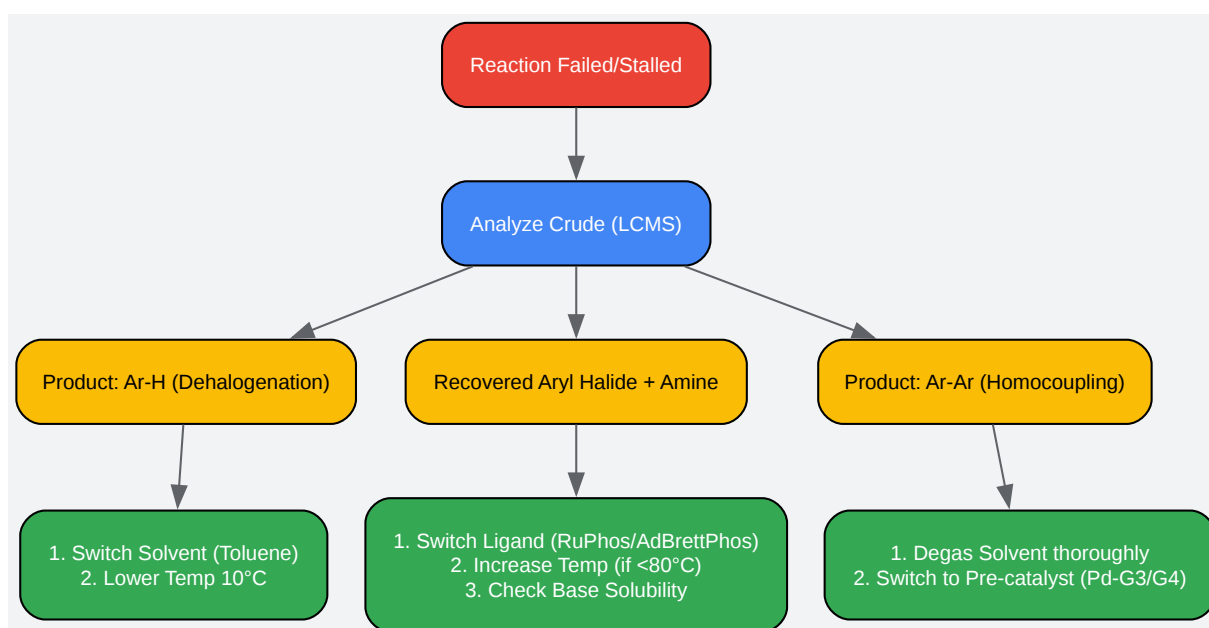 Reaction Failed/Stalled
Analyze Crude (LCMS)
Product: Ar-H (Dehalogenation)
Recovered Aryl Halide + Amine
Product: Ar-Ar (Homocoupling)
1. Switch Solvent (Toluene)
2. Lower Temp 10°C
1. Switch Ligand (RuPhos/AdBrettPhos)
2. Increase Temp (if <80°C)
3. Check Base Solubility
1. Degas Solvent thoroughly
2. Switch to Pre-catalyst (Pd-G3/G4)